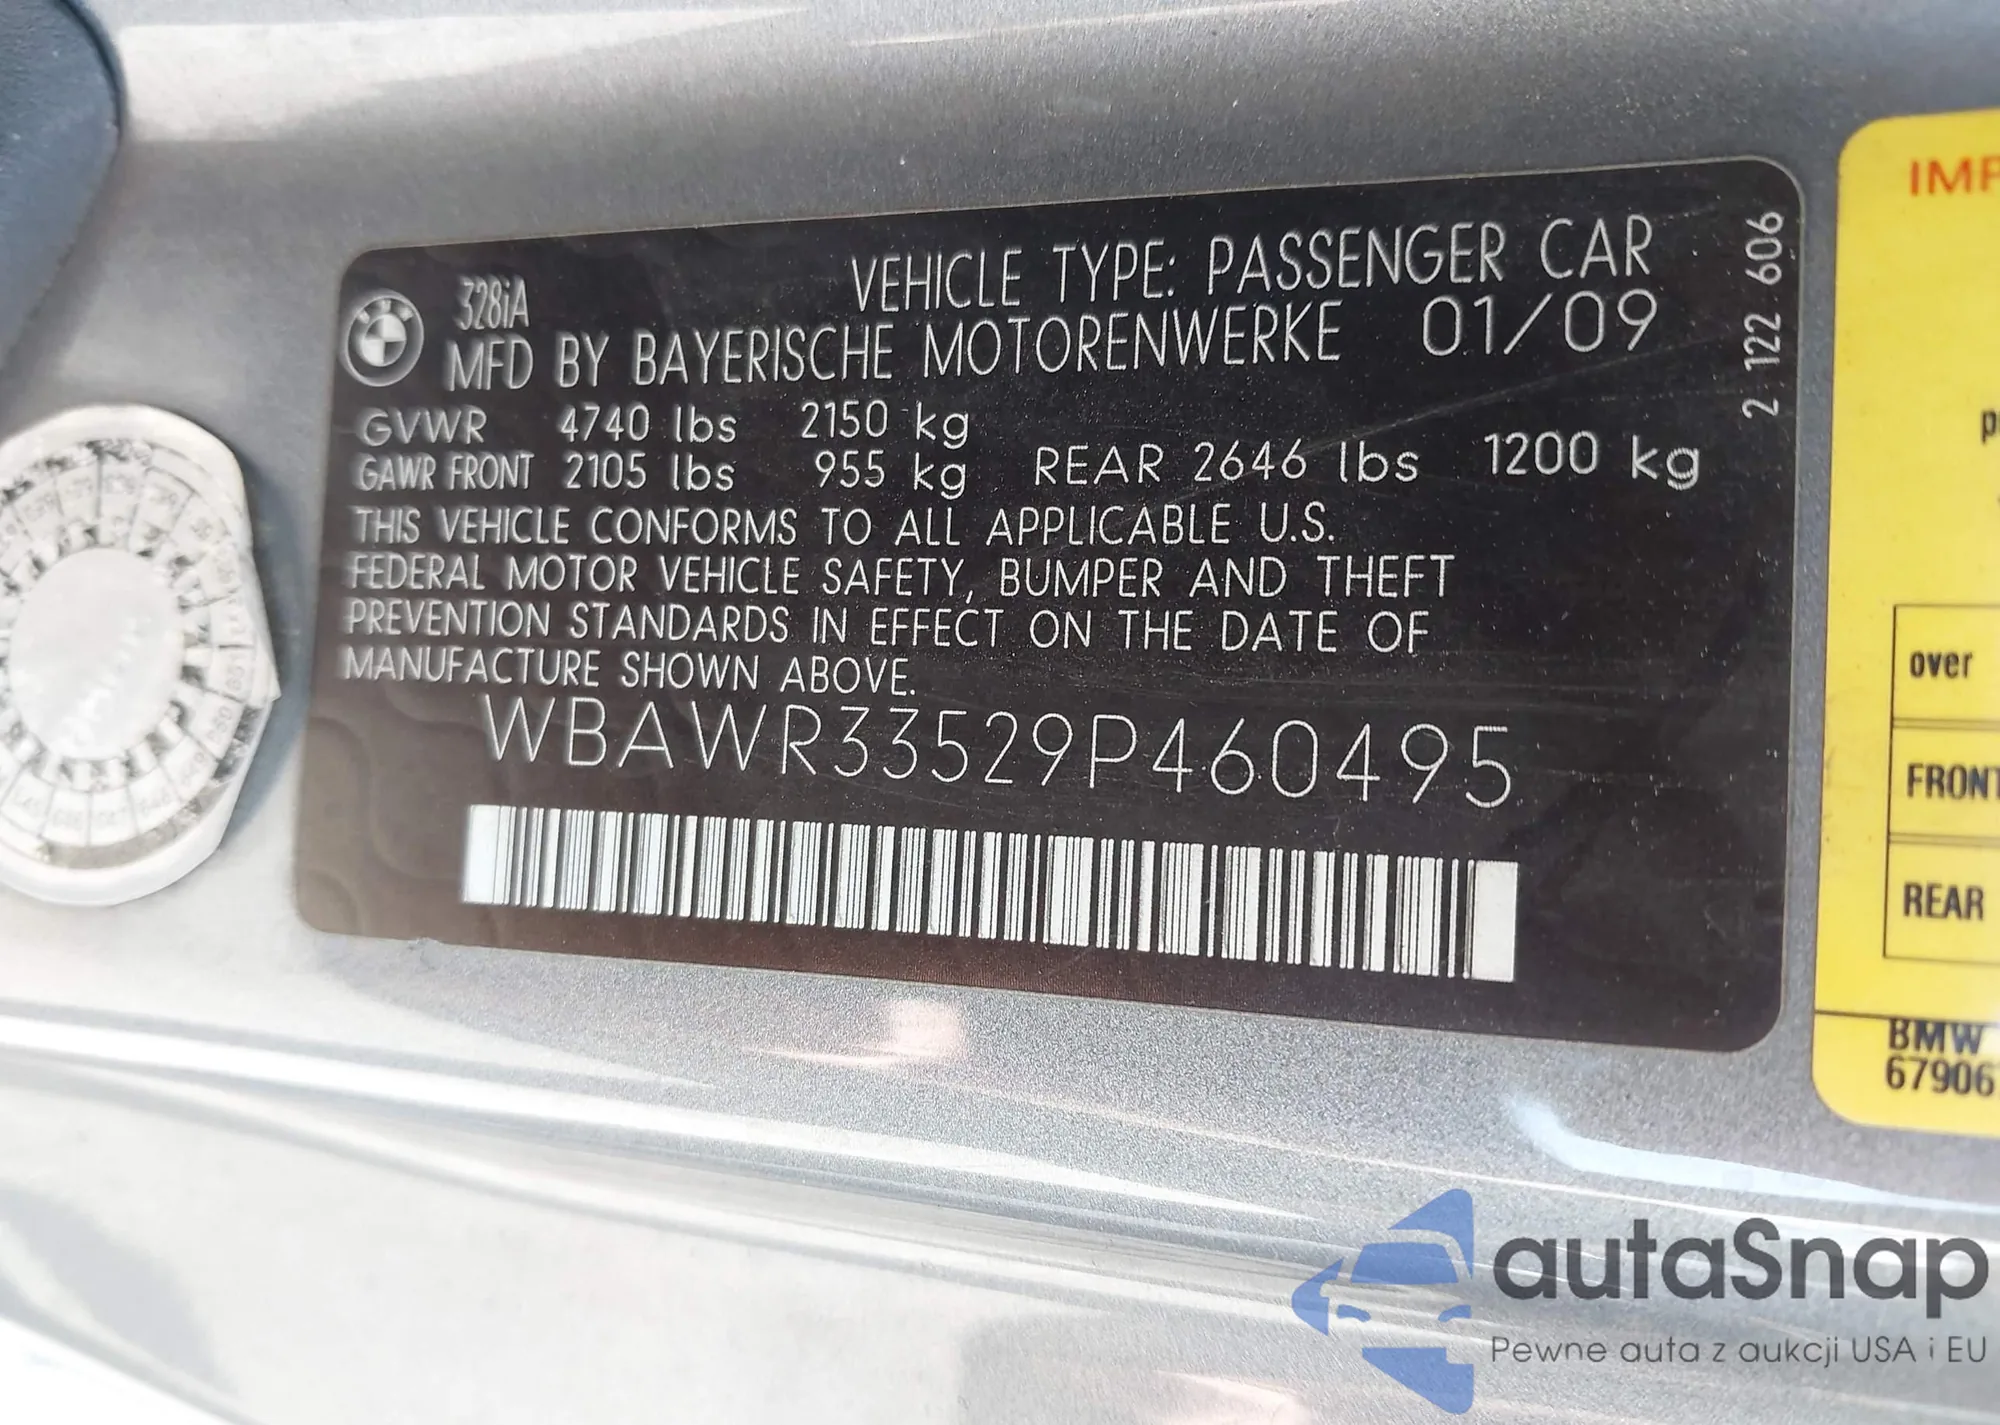 328iA
VEHICLE TYPE: PASSENGER CAR
MFD BY BAYERISCHE MOTORENWERKE 01/09
GVWR 4740 lbs 2150 kg
GAWR FRONT 2105 lbs 955 kg REAR 2646 lbs 1200 kg
THIS VEHICLE CONFORMS TO ALL APPLICABLE U.S.
FEDERAL MOTOR VEHICLE SAFETY, BUMPER AND THEFT
PREVENTION STANDARDS IN EFFECT ON THE DATE OF
MANUFACTURE SHOWN ABOVE.
WBAWR33529P460495
2 122 606
over
FRONT
REAR
BMW
autaSnap
Pewne auta z aukcji USA i EU